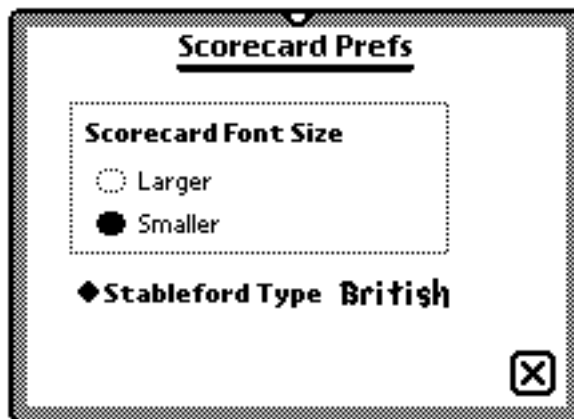 Scorecard Prefs
Scorecard Font Size
Larger
Smaller
Stableford Type British